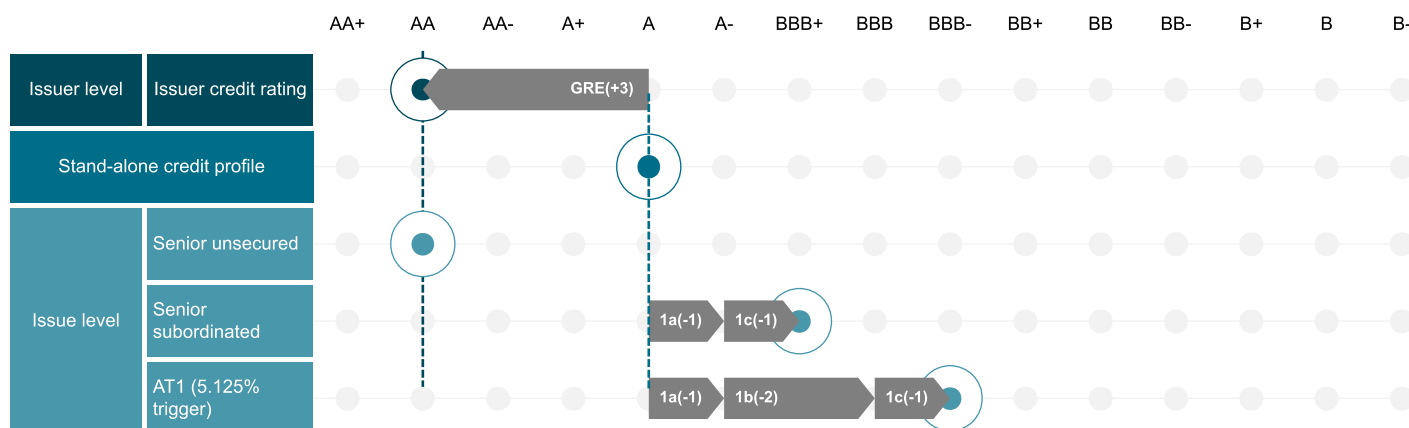 AA+ AA AA- A+ A A- BBB+ BBB BBB- BB+ BB BB- B+ B B-
Issuer level Issuer credit rating GRE(+3)
Stand-alone credit profile
Senior unsecured
Issue level
Senior
subordinated
1a(-1) 1c(-1)
AT1 (5.125%
trigger)
1a(-1) 1b(-2) 1c(-1)